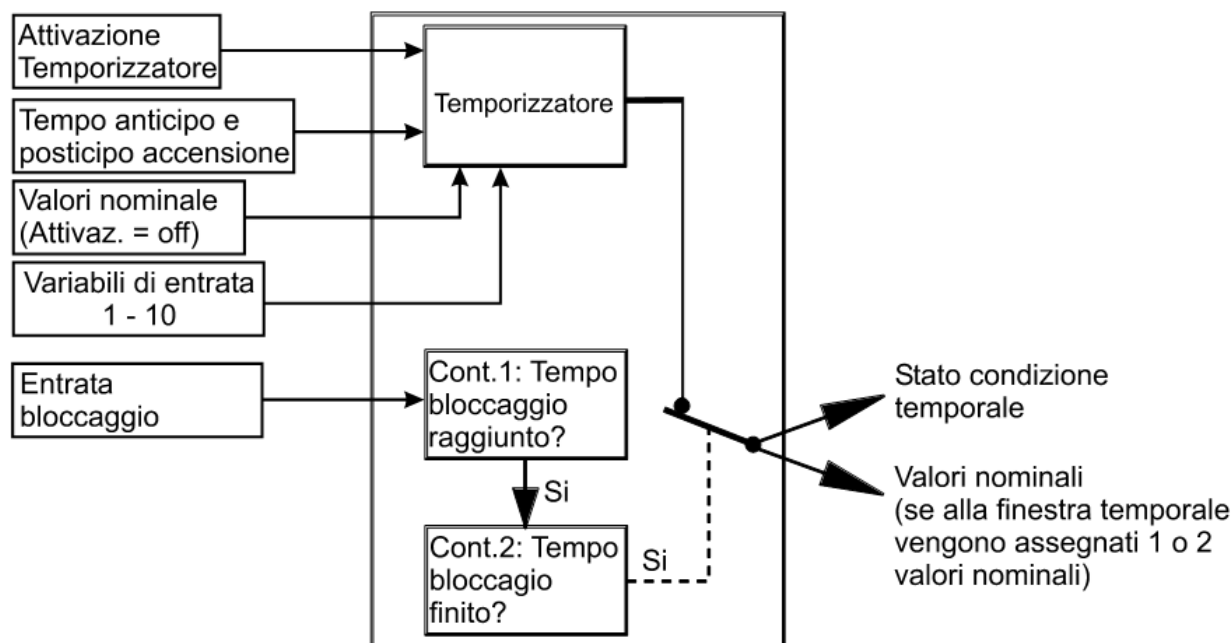 Attivazione
Temporizzatore
Tempo anticipo e
posticipo accensione
Valori nominale
(Attivaz. = off)
Variabili di entrata
1 - 10
Entrata
bloccaggio
Temporizzatore
Cont.1: Tempo
bloccaggio
raggiunto?
Si
Cont.2: Tempo
bloccagio
finito?
Si
Stato condizione
temporale
Valori nominali
(se alla finestra temporale
vengono assegnati 1 o 2
valori nominali)